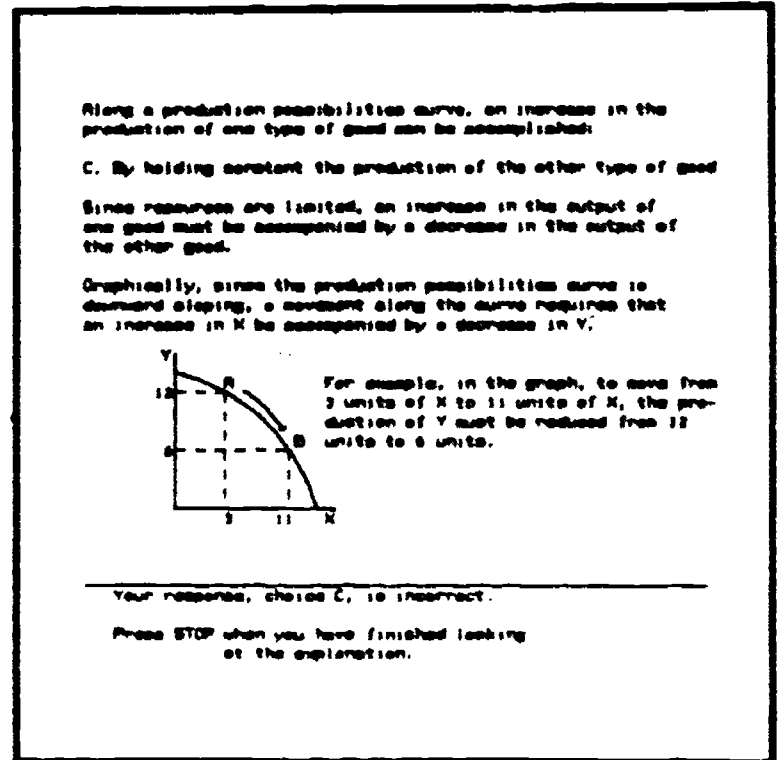 Along a production possibilities curve, an increase in the
production of one type of good can be accomplished:
C. By holding constant the production of the other type of good
Since resources are limited, an increase in the output of
one good must be accompanied by a decrease in the output of
the other good.
Graphically, since the production possibilities curve is
downward sloping, a movement along the curve requires that
an increase in X be accompanied by a decrease in Y.
Y
A
12
B
6
11
X
For example, in the graph, to move from
units of X to 11 units of X, the pro-
duction of Y must be reduced from 12
units to 6 units.
Your response, choice C, is incorrect.
Press STOP when you have finished looking
at the explanation.